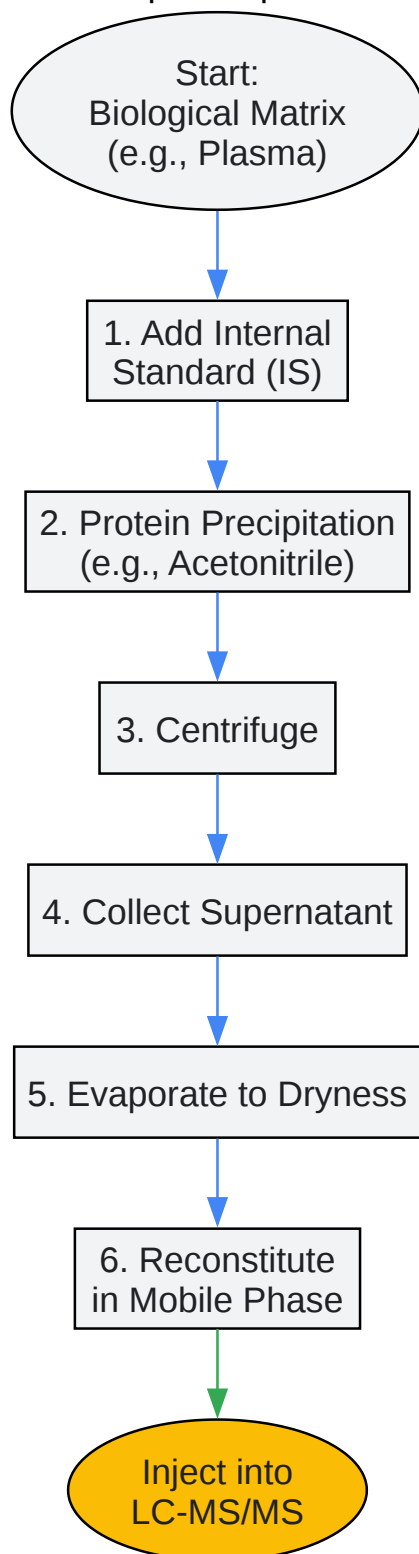 Start:
Biological Matrix
(e.g., Plasma)
1. Add Internal
Standard (IS)
2. Protein Precipitation
(e.g., Acetonitrile)
3. Centrifuge
4. Collect Supernatant
5. Evaporate to Dryness
6. Reconstitute
in Mobile Phase
Inject into
LC-MS/MS